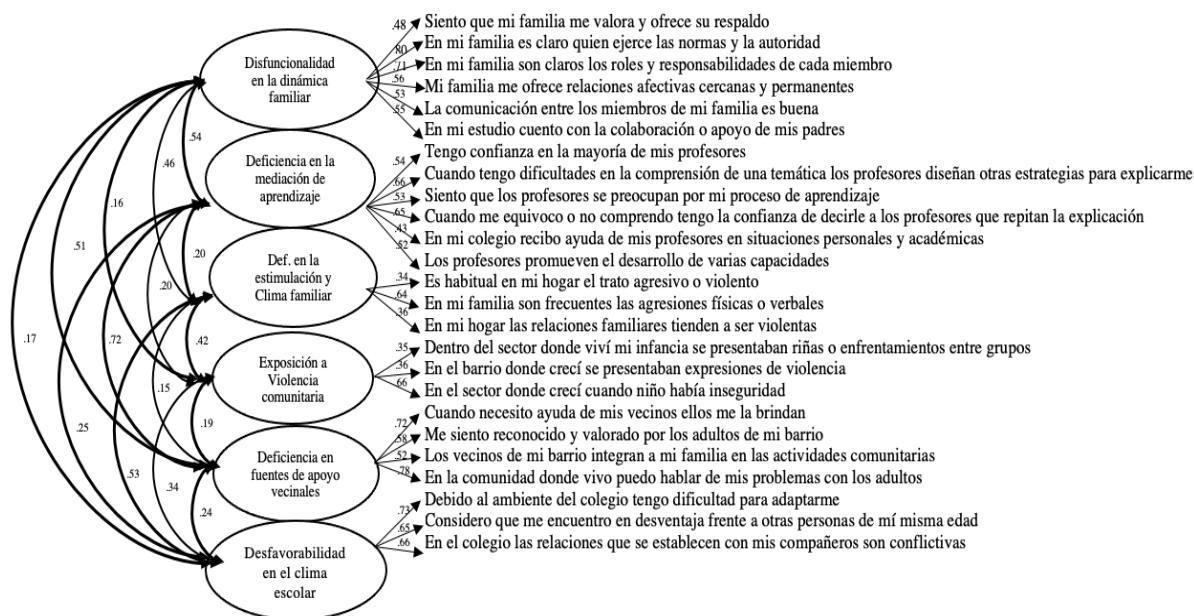 .48 Siento que mi familia me valora y ofrece su respaldo
.80 En mi familia es claro quien ejerce las normas y la autoridad
.71 En mi familia son claros los roles y responsabilidades de cada miembro
.56 Mi familia me ofrece relaciones afectivas cercanas y permanentes
.53 La comunicación entre los miembros de mi familia es buena
.55 En mi estudio cuento con la colaboración o apoyo de mis padres
Disfuncionalidad
en la dinámica
familiar
.54 Tengo confianza en la mayoría de mis profesores
.66 Cuando tengo dificultades en la comprensión de una temática los profesores diseñan otras estrategias para explicarme
.53 Siento que los profesores se preocupan por mi proceso de aprendizaje
.65 Cuando me equivoco o no comprendo tengo la confianza de decirle a los profesores que repitan la explicación
.43 En mi colegio recibo ayuda de mis profesores en situaciones personales y académicas
.52 Los profesores promueven el desarrollo de varias capacidades
Deficiencia en la
mediación de
aprendizaje
.34 Es habitual en mi hogar el trato agresivo o violento
.64 En mi familia son frecuentes las agresiones físicas o verbales
.36 En mi hogar las relaciones familiares tienden a ser violentas
Def. en la
estimulación y
Clima familiar
.35 Dentro del sector donde viví mi infancia se presentaban riñas o enfrentamientos entre grupos
.36 En el barrio donde crecí se presentaban expresiones de violencia
.66 En el sector donde crecí cuando niño había inseguridad
Exposición a
Violencia
comunitaria
.72 Cuando necesito ayuda de mis vecinos ellos me la brindan
.58 Me siento reconocido y valorado por los adultos de mi barrio
.52 Los vecinos de mi barrio integran a mi familia en las actividades comunitarias
.78 En la comunidad donde vivo puedo hablar de mis problemas con los adultos
Deficiencia en
fuentes de apoyo
vecinales
.73 Debido al ambiente del colegio tengo dificultad para adaptarme
.65 Considero que me encuentro en desventaja frente a otras personas de mí misma edad
.66 En el colegio las relaciones que se establecen con mis compañeros son conflictivas
Desfavorabilidad
en el clima
escolar
.54
.46
.16
.51
.20
.20
.17
.72
.42
.15
.19
.25
.53
.34
.24